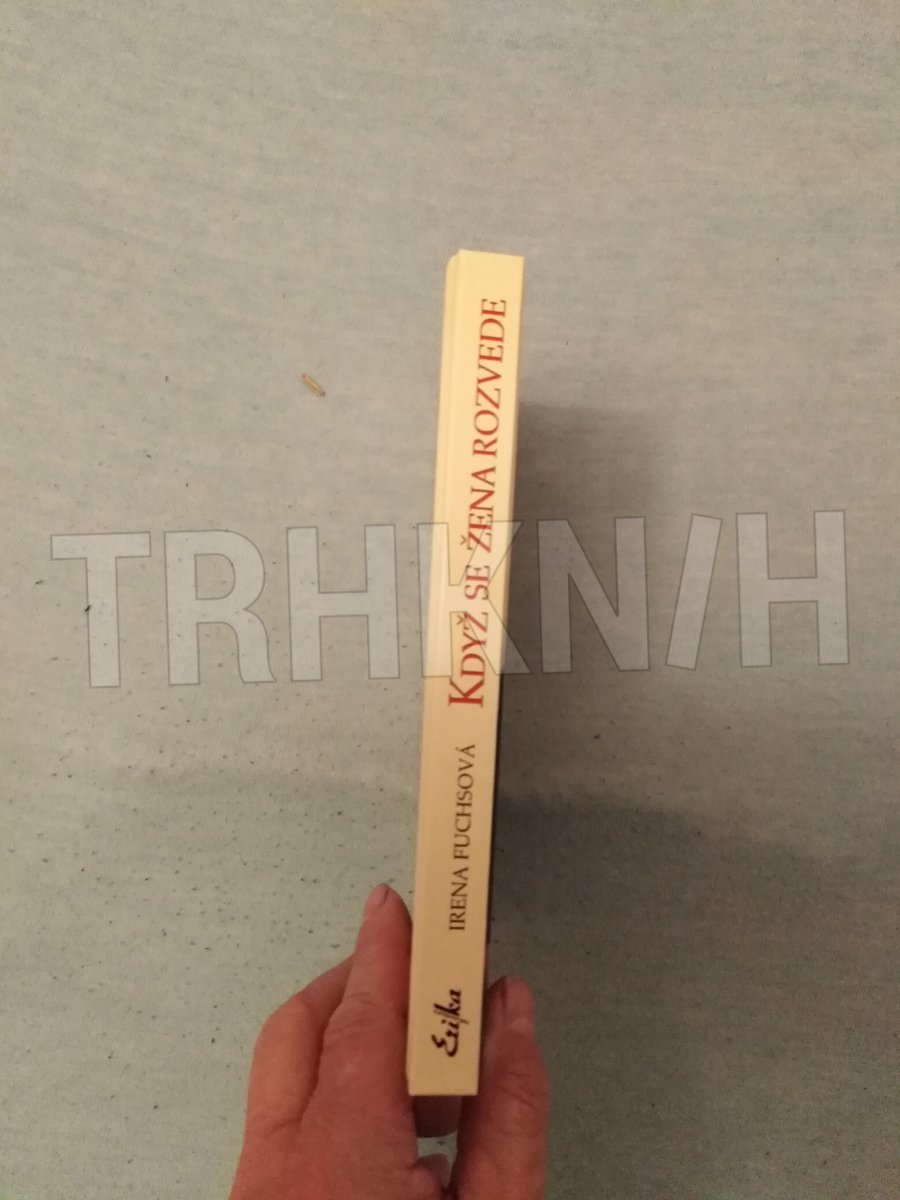 KDYŽ SE ŽENA ROZVEDE
IRENA FUCHSOVÁ
Erika
TRHKNIH